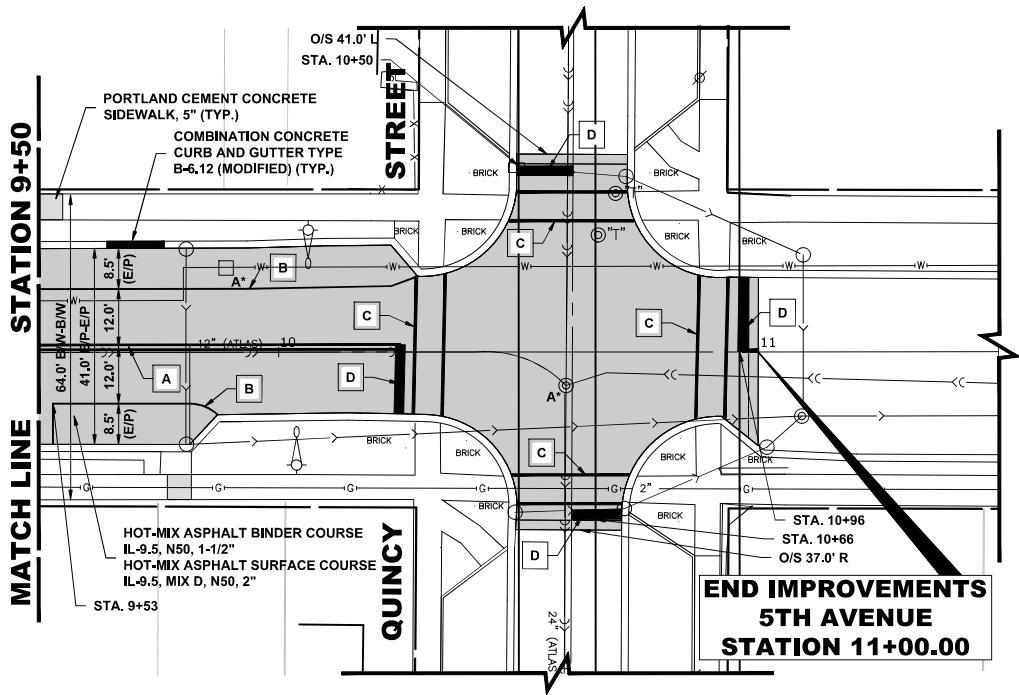 O/S 41.0' L
STA. 10+50
STREET
PORTLAND CEMENT CONCRETE
SIDEWALK, 5" (TYP.)
COMBINATION CONCRETE
CURB AND GUTTER TYPE
B-6.12 (MODIFIED) (TYP.)
STATION 9+50
MATCH LINE
D
BRICK
BRICK
"T"
"T"
BRICK
BRICK
BRICK
C
8.5'
(E/P)
A*
W
B
W
W
W
W
W
W
W
64.0' B/W-B/W
41.0' E/P-E/P
12.0'
C
C
D
12" (ATLAS)
10
11
A
D
12.0'
B
A*
8.5'
(E/P)
BRICK
BRICK
C
BRICK
BRICK
BRICK
G
G
G
G
G
G
G
2"
G
G
BRICK
BRICK
HOT-MIX ASPHALT BINDER COURSE
IL-9.5, N50, 1-1/2"
HOT-MIX ASPHALT SURFACE COURSE
IL-9.5, MIX D, N50, 2"
STA. 9+53
QUINCY
D
24" (ATLAS
STA. 10+96
STA. 10+66
O/S 37.0' R
END IMPROVEMENTS
5TH AVENUE
STATION 11+00.00